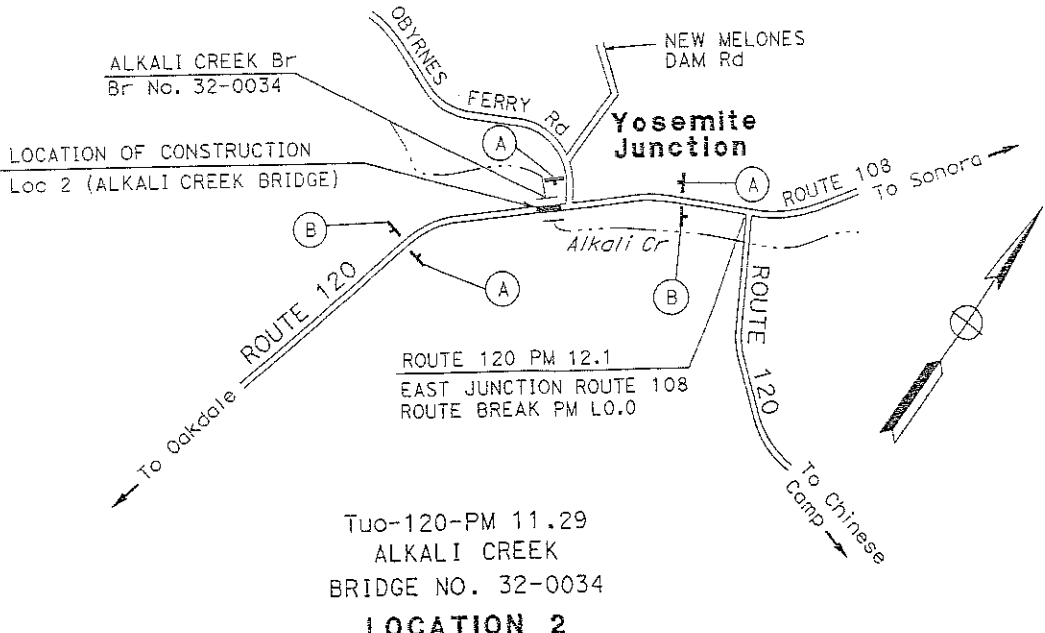 OBYRNES FERRY Rd
NEW MELONES
DAM Rd
ALKALI CREEK Br
Br No. 32-0034
Yosemite
Junction
A
LOCATION OF CONSTRUCTION
Loc 2 (ALKALI CREEK BRIDGE)
A
ROUTE 108
To Sonora
B
Alkali Cr
A
B
ROUTE 120
ROUTE 120
ROUTE 120 PM 12.1
EAST JUNCTION ROUTE 108
ROUTE BREAK PM L0.0
To Oakdale
To Chinese
Camp
Tuo-120-PM 11.29
ALKALI CREEK
BRIDGE NO. 32-0034
LOCATION 2